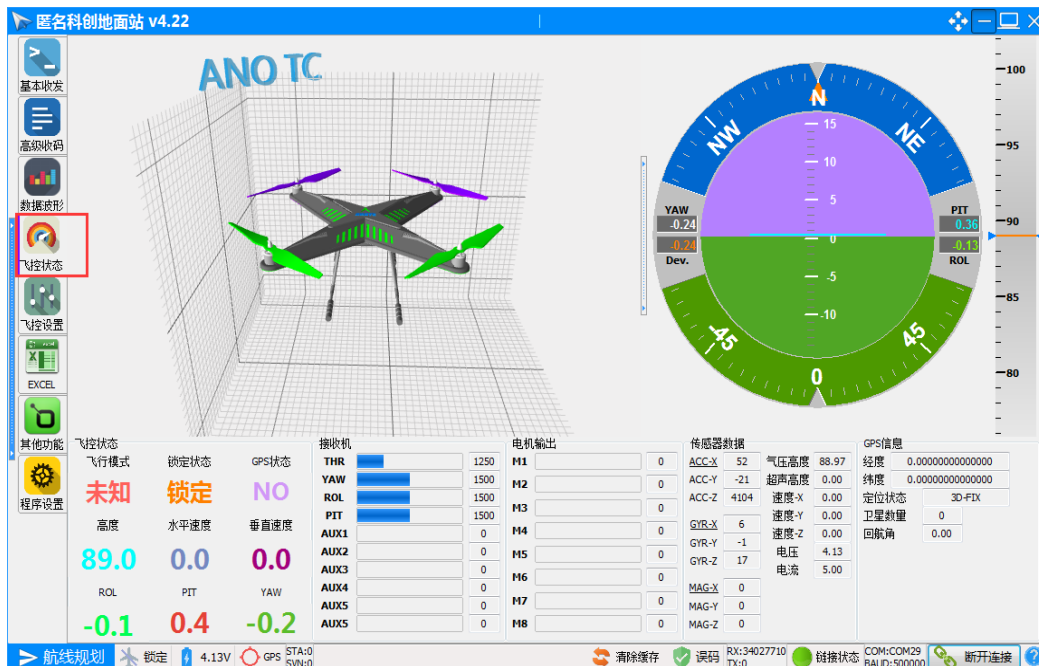 匿名科创地面站 v4.22
ANO TC
基本收发
高级收码
数据波形
飞控状态
飞控设置
EXCEL
其他功能
程序设置
N
NW
NE
15
10
5
0
-5
-10
-45
0
45
YAW
-0.24
-0.24
Dev.
PIT
0.36
-0.13
ROL
100
95
90
85
80
飞控状态
飞行模式 锁定状态 GPS状态
未知 锁定 NO
高度 水平速度 垂直速度
89.0 0.0 0.0
ROL PIT YAW
-0.1 0.4 -0.2
接收机
THR 1250
YAW 1500
ROL 1500
PIT 1500
AUX1 0
AUX2 0
AUX3 0
AUX4 0
AUX5 0
AUX5 0
电机输出
M1 0
M2 0
M3 0
M4 0
M5 0
M6 0
M7 0
M8 0
传感器数据
ACC-X 52 气压高度 88.97
ACC-Y -21 超声高度 0.00
ACC-Z 4104 速度-X 0.00
速度-Y 0.00
GYR-X 6 速度-Z 0.00
GYR-Y -1 电压 4.13
GYR-Z 17 电流 5.00
MAG-X 0
MAG-Y 0
MAG-Z 0
GPS信息
经度 0.00000000000000
纬度 0.00000000000000
定位状态 3D-FIX
卫星数量 0
回航角 0.00
航线规划 锁定 4.13V GPS STA:0
SVN:0
清除缓存 误码 RX:34027710
TX:0
链接状态 COM:COM29
BAUD:500000
断开连接